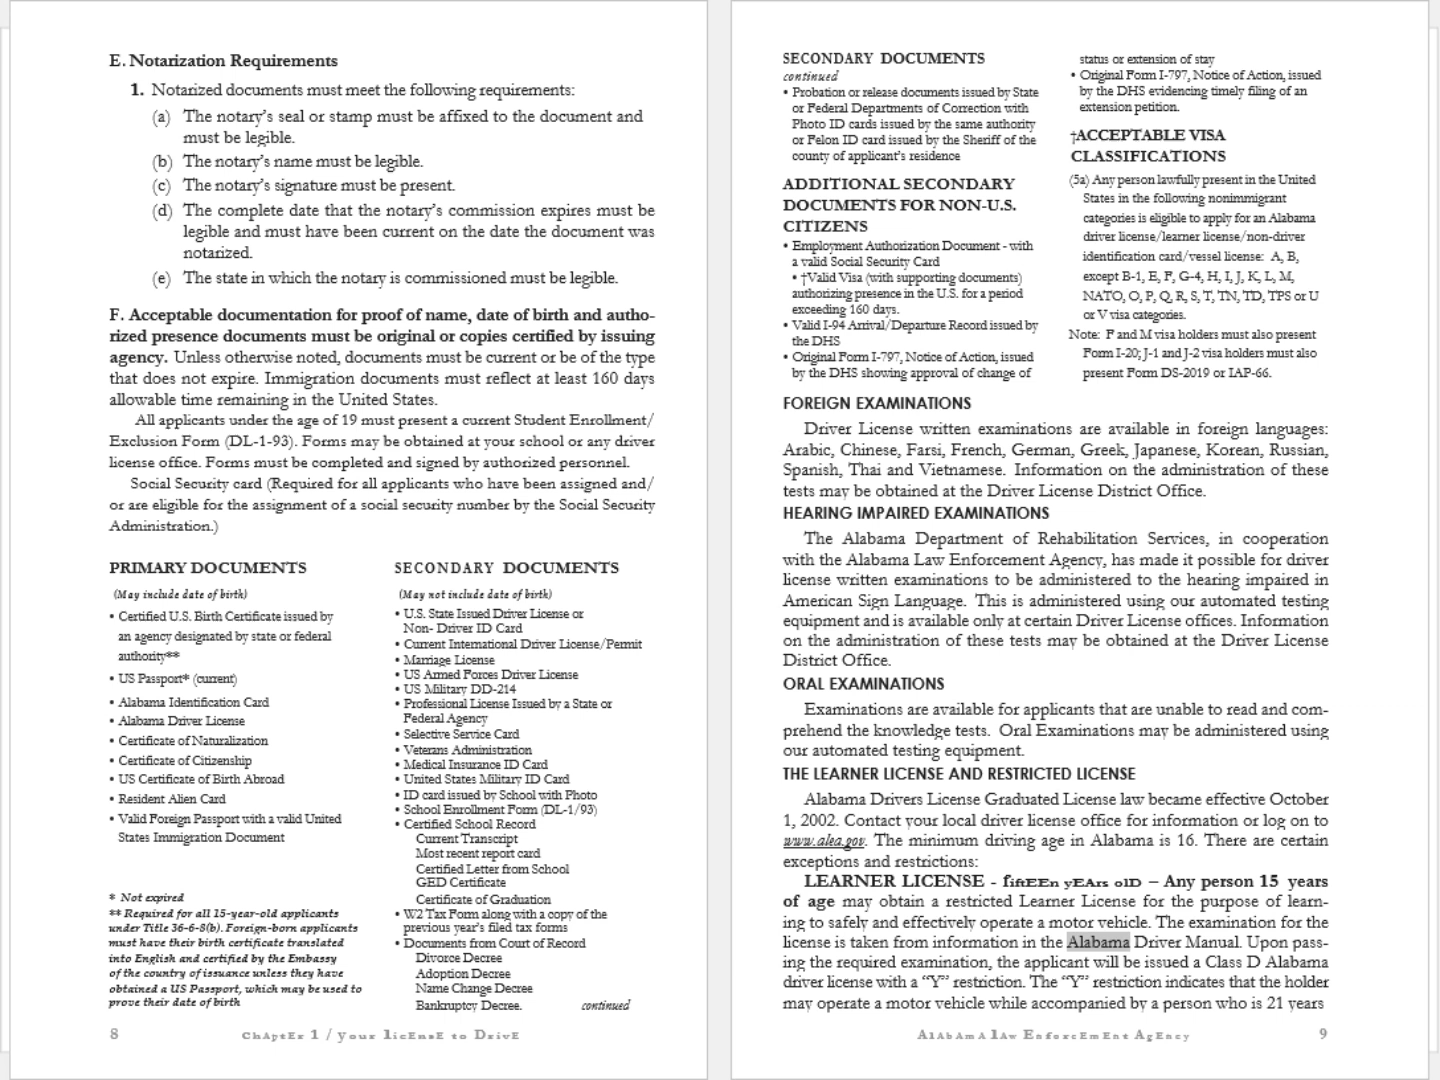 E. Notarization Requirements
1. Notarized documents must meet the following requirements:
(a) The notary's seal or stamp must be affixed to the document and
must be legible.
(b) The notary's name must be legible.
(c) The notary's signature must be present.
(d) The complete date that the notary's commission expires must be
legible and must have been current on the date the document was
notarized.
(e) The state in which the notary is commissioned must be legible.
F. Acceptable documentation for proof of name, date of birth and autho-
rized presence documents must be original or copies certified by issuing
agency. Unless otherwise noted, documents must be current or be of the type
that does not expire. Immigration documents must reflect at least 160 days
allowable time remaining in the United States.
All applicants under the age of 19 must present a current Student Enrollment/
Exclusion Form (DL-1-93). Forms may be obtained at your school or any driver
license office. Forms must be completed and signed by authorized personnel.
Social Security card (Required for all applicants who have been assigned and/
or are eligible for the assignment of a social security number by the Social Security
Administration.)
PRIMARY DOCUMENTS
(May include date of birth)
• Certified U.S. Birth Certificate issued by
an agency designated by state or federal
authority**
• US Passport* (current)
• Alabama Identification Card
• Alabama Driver License
• Certificate of Naturalization
• Certificate of Citizenship
• US Certificate of Birth Abroad
• Resident Alien Card
• Valid Foreign Passport with a valid United
States Immigration Document
* Not expired
** Required for all 15-year-old applicants
under Title 36-6-8(b). Foreign-born applicants
must have their birth certificate translated
into English and certified by the Embassy
of the country of issuance unless they have
obtained a US Passport, which may be used to
prove their date of birth
SECONDARY DOCUMENTS
(May not include date of birth)
• U.S. State Issued Driver License or
Non- Driver ID Card
• Current International Driver License/Permit
• Marriage License
• US Armed Forces Driver License
• US Military DD-214
• Professional License Issued by a State or
Federal Agency
• Selective Service Card
• Veterans Administration
• Medical Insurance ID Card
• United States Military ID Card
• ID card issued by School with Photo
• School Enrollment Form (DL-1/93)
• Certified School Record
Current Transcript
Most recent report card
Certified Letter from School
GED Certificate
Certificate of Graduation
• W2 Tax Form along with a copy of the
previous year's filed tax forms
• Documents from Court of Record
Divorce Decree
Adoption Decree
Name Change Decree
Bankruptcy Decree. continued
8 ChAptEr 1 / your licEnsE to DrivE
SECONDARY DOCUMENTS
continued
• Probation or release documents issued by State
or Federal Departments of Correction with
Photo ID cards issued by the same authority
or Felon ID card issued by the Sheriff of the
county of applicant's residence
ADDITIONAL SECONDARY
DOCUMENTS FOR NON-U.S.
CITIZENS
• Employment Authorization Document - with
a valid Social Security Card
• †Valid Visa (with supporting documents)
authorizing presence in the U.S. for a period
exceeding 160 days.
• Valid I-94 Arrival/Departure Record issued by
the DHS
• Original Form I-797, Notice of Action, issued
by the DHS showing approval of change of
status or extension of stay
• Original Form I-797, Notice of Action, issued
by the DHS evidencing timely filing of an
extension petition.
†ACCEPTABLE VISA
CLASSIFICATIONS
(5a) Any person lawfully present in the United
States in the following nonimmigrant
categories is eligible to apply for an Alabama
driver license/learner license/non-driver
identification card/vessel license: A, B,
except B-1, E, F, G-4, H, I, J, K, L, M,
NATO, O, P, Q, R, S, T, TN, TD, TPS or U
or V visa categories.
Note: F and M visa holders must also present
Form I-20; J-1 and J-2 visa holders must also
present Form DS-2019 or IAP-66.
FOREIGN EXAMINATIONS
Driver License written examinations are available in foreign languages:
Arabic, Chinese, Farsi, French, German, Greek, Japanese, Korean, Russian,
Spanish, Thai and Vietnamese. Information on the administration of these
tests may be obtained at the Driver License District Office.
HEARING IMPAIRED EXAMINATIONS
The Alabama Department of Rehabilitation Services, in cooperation
with the Alabama Law Enforcement Agency, has made it possible for driver
license written examinations to be administered to the hearing impaired in
American Sign Language. This is administered using our automated testing
equipment and is available only at certain Driver License offices. Information
on the administration of these tests may be obtained at the Driver License
District Office.
ORAL EXAMINATIONS
Examinations are available for applicants that are unable to read and com-
prehend the knowledge tests. Oral Examinations may be administered using
our automated testing equipment.
THE LEARNER LICENSE AND RESTRICTED LICENSE
Alabama Drivers License Graduated License law became effective October
1, 2002. Contact your local driver license office for information or log on to
www.alea.gov. The minimum driving age in Alabama is 16. There are certain
exceptions and restrictions:
LEARNER LICENSE - fiftEEn yEArs olD – Any person 15 years
of age may obtain a restricted Learner License for the purpose of learn-
ing to safely and effectively operate a motor vehicle. The examination for the
license is taken from information in the Alabama Driver Manual. Upon pass-
ing the required examination, the applicant will be issued a Class D Alabama
driver license with a "Y" restriction. The "Y" restriction indicates that the holder
may operate a motor vehicle while accompanied by a person who is 21 years
AlAbAmA lAw EnforcEmEnt AgEncy 9